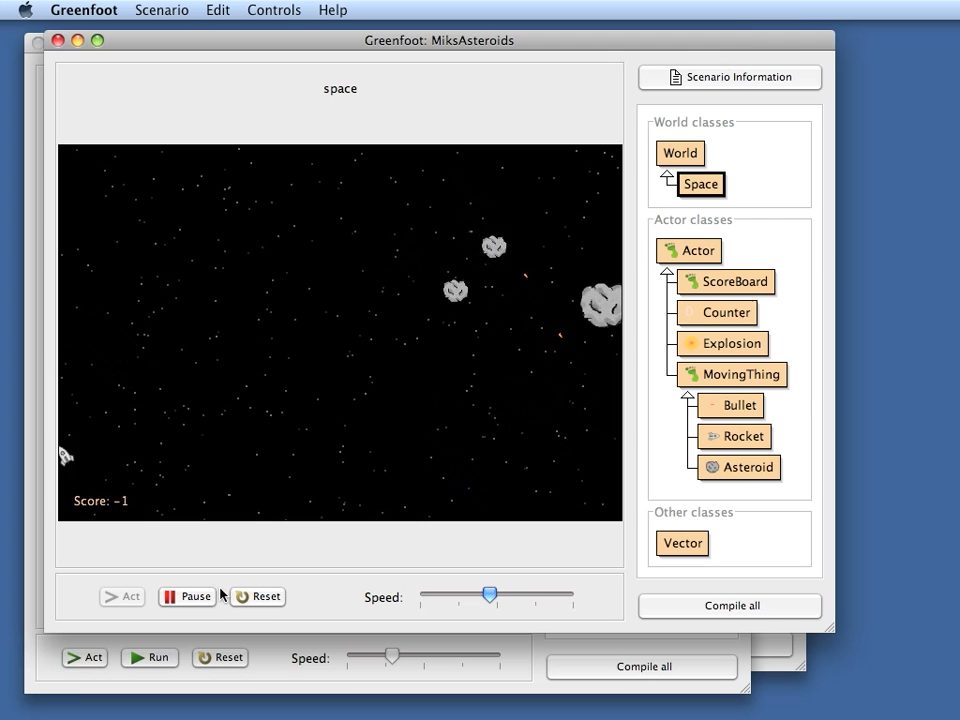 Greenfoot Scenario Edit Controls Help
Greenfoot: MiksAsteroids
space
Scenario Information
World classes
World
Space
Actor classes
Actor
ScoreBoard
Counter
Explosion
MovingThing
Bullet
Rocket
Asteroid
Other classes
Vector
Score: -1
Act Pause Reset Speed:
Compile all
Act Run Reset Speed:
Compile all